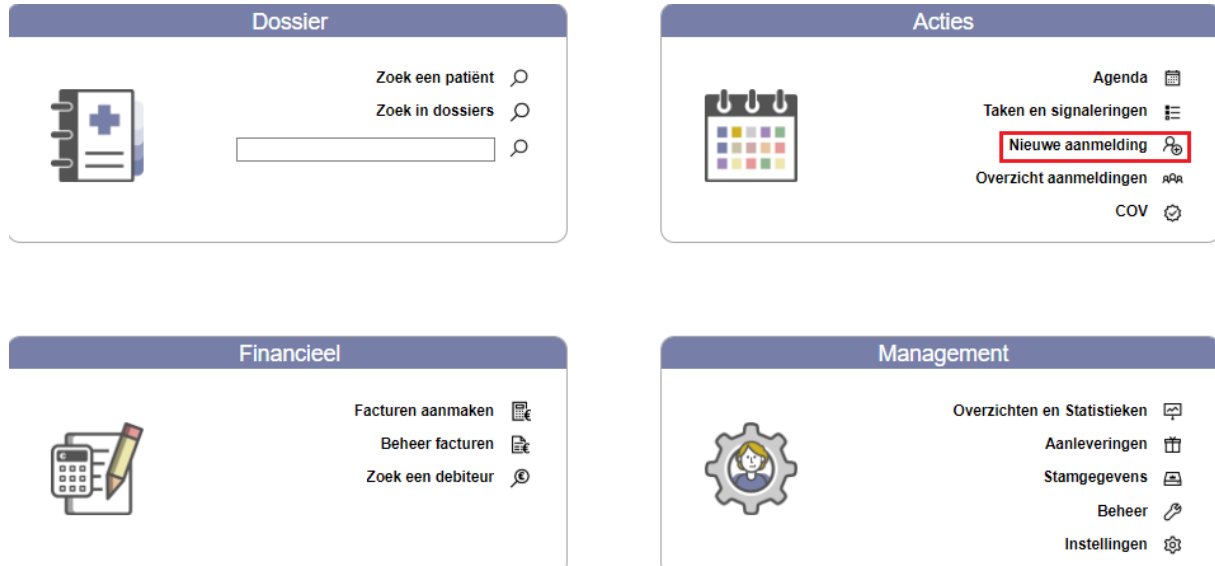 Dossier
Zoek een patiënt
Zoek in dossiers
Acties
Agenda
Taken en signaleringen
Nieuwe aanmelding
Overzicht aanmeldingen
COV
Financieel
Facturen aanmaken
Beheer facturen
Zoek een debiteur
Management
Overzichten en Statistieken
Aanleveringen
Stamgegevens
Beheer
Instellingen